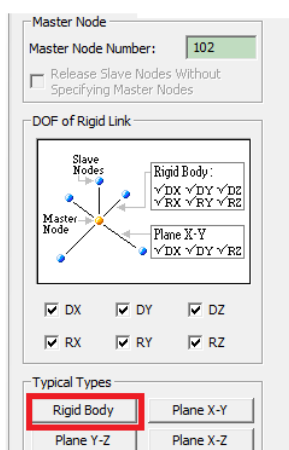 Master Node
Master Node Number: 102
Release Slave Nodes Without
Specifying Master Nodes
DOF of Rigid Link
Slave
Nodes
Rigid Body :
√DX √DY √DZ
√RX √RY √RZ
Master
Node
Plane X-Y
√DX √DY √RZ
DX DY DZ
RX RY RZ
Typical Types
Rigid Body Plane X-Y
Plane Y-Z Plane X-Z